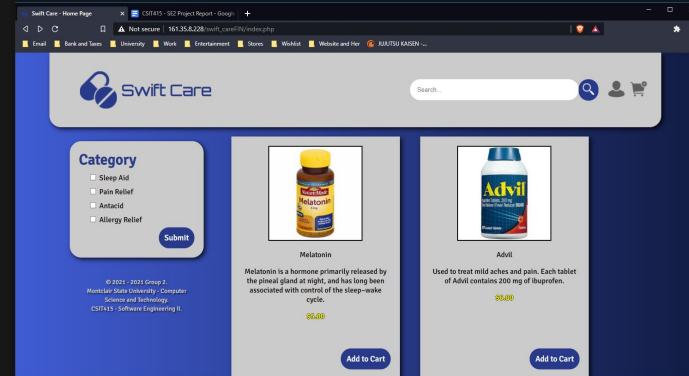 Swift Care - Home Page
CSIT415 - SE2 Project Report - Googl
Not secure
161.35.8.228/swift_careFIN/index.php
Email
Bank and Taxes
University
Work
Entertainment
Stores
Wishlist
Website and Her
JUJUTSU KAISEN -...
Swift Care
Search...
Category
Sleep Aid
Pain Relief
Antacid
Allergy Relief
Submit
© 2021 - 2021 Group 2.
Montclair State University - Computer
Science and Technology.
CSIT415 - Software Engineering II.
NatureMade
Melatonin
Melatonin
Melatonin is a hormone primarily released by
the pineal gland at night, and has long been
associated with control of the sleep–wake
cycle.
$6.00
Add to Cart
Advil
Advil
Used to treat mild aches and pain. Each tablet
of Advil contains 200 mg of ibuprofen.
$6.00
Add to Cart